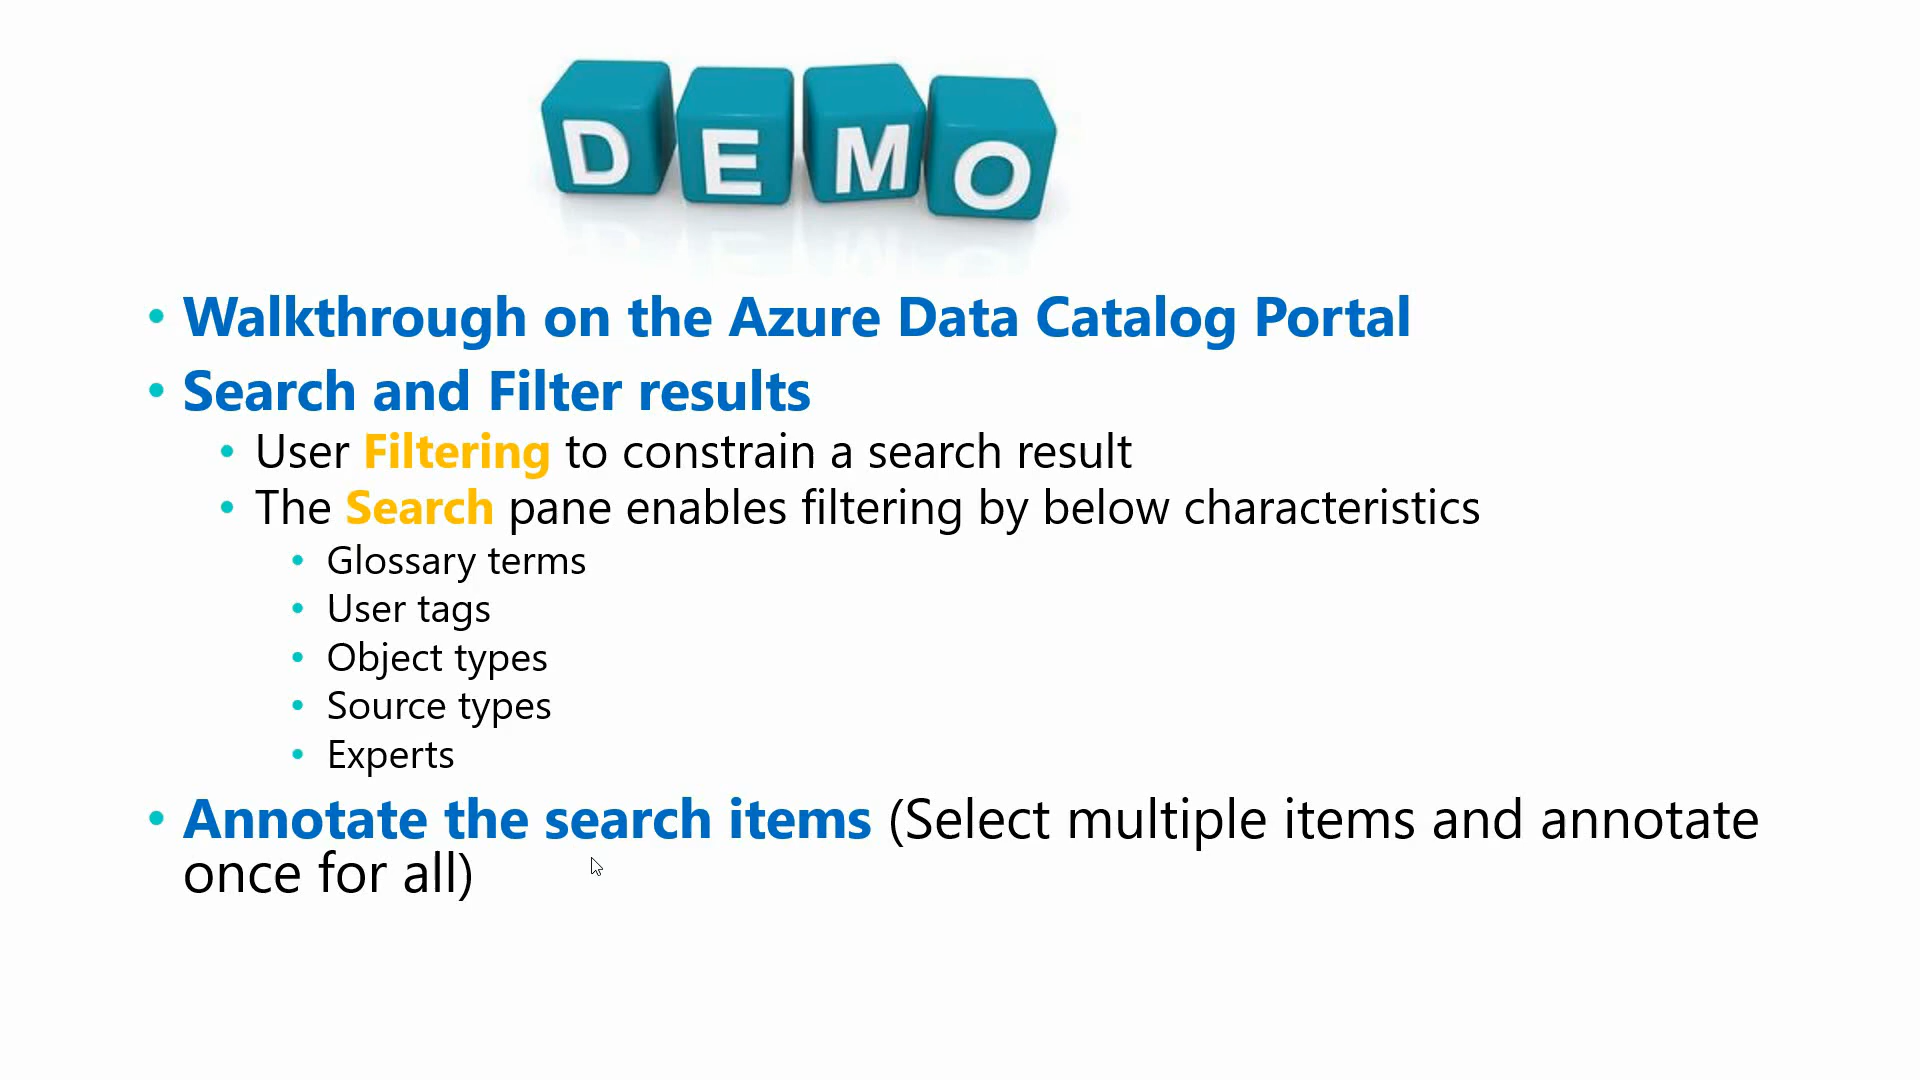 DEMO
• Walkthrough on the Azure Data Catalog Portal
• Search and Filter results
• User Filtering to constrain a search result
• The Search pane enables filtering by below characteristics
• Glossary terms
• User tags
• Object types
• Source types
• Experts
• Annotate the search items (Select multiple items and annotate
once for all)